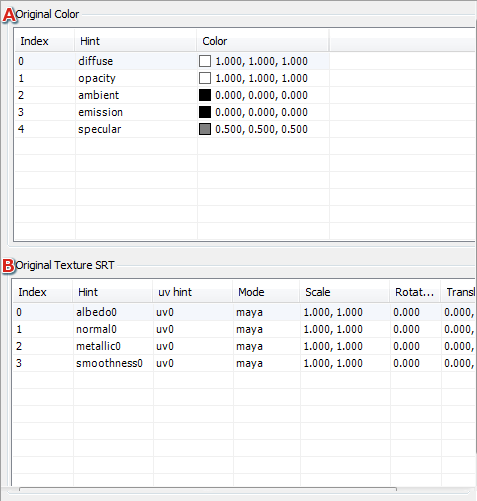 A Original Color
Index Hint Color
0 diffuse 1.000, 1.000, 1.000
1 opacity 1.000, 1.000, 1.000
2 ambient 0.000, 0.000, 0.000
3 emission 0.000, 0.000, 0.000
4 specular 0.500, 0.500, 0.500
B Original Texture SRT
Index Hint uv hint Mode Scale Rotat... Transl
0 albedo0 uv0 maya 1.000, 1.000 0.000 0.000,
1 normal0 uv0 maya 1.000, 1.000 0.000 0.000,
2 metallic0 uv0 maya 1.000, 1.000 0.000 0.000,
3 smoothness0 uv0 maya 1.000, 1.000 0.000 0.000,